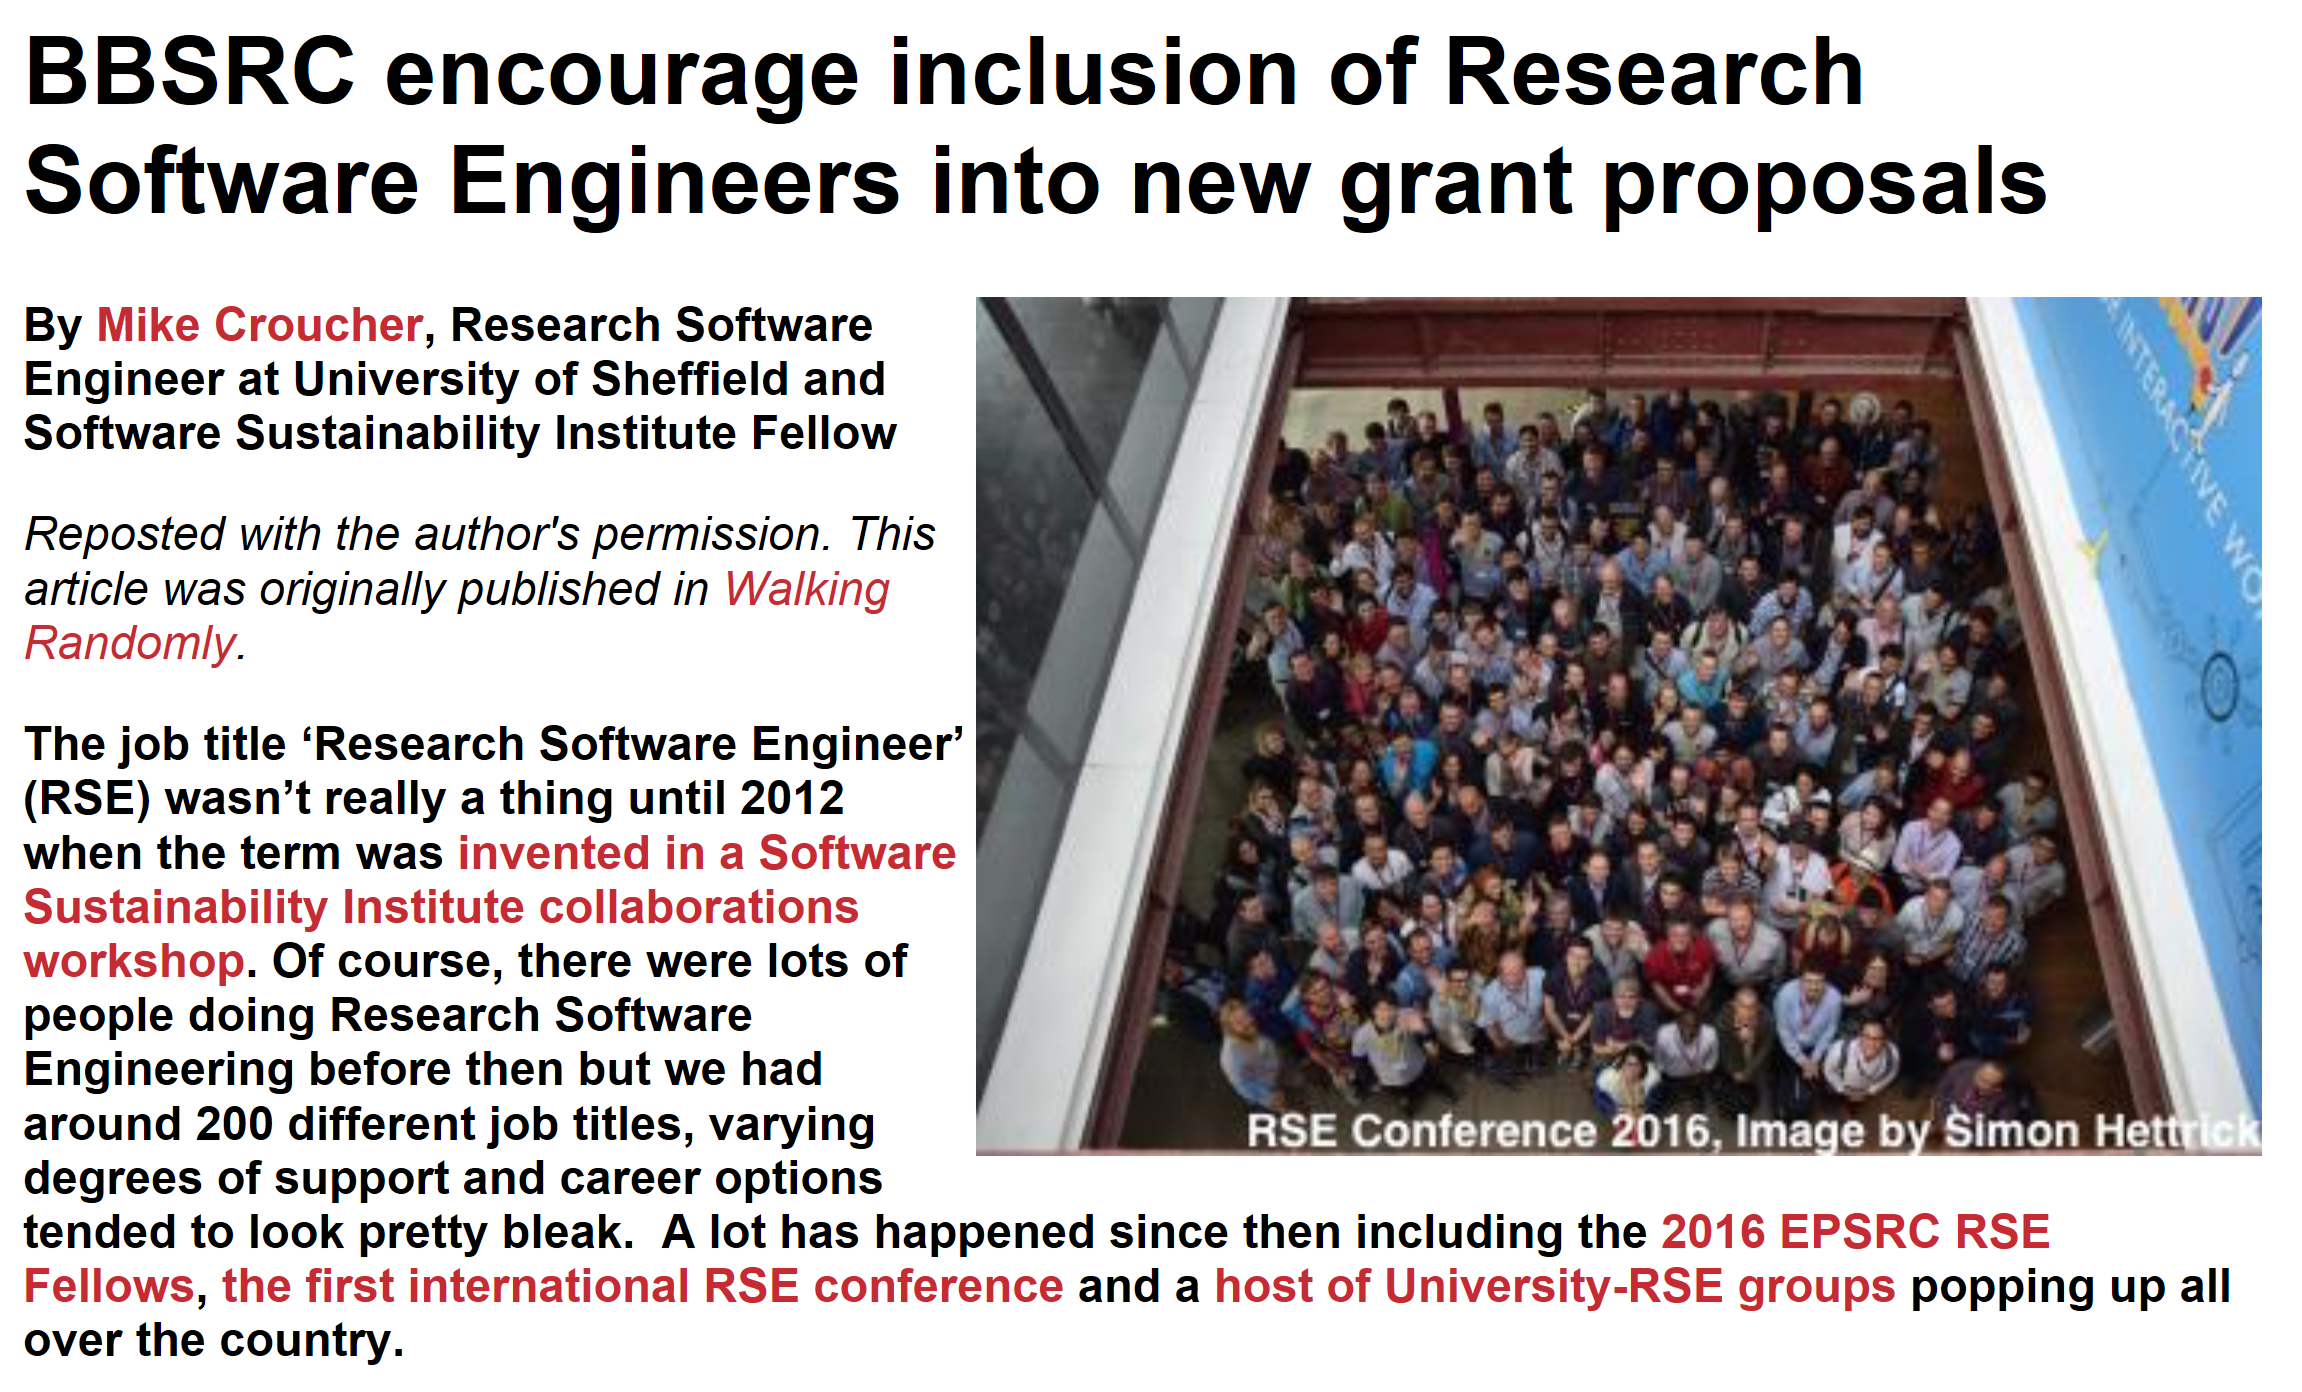 BBSRC encourage inclusion of Research
Software Engineers into new grant proposals
By Mike Croucher, Research Software
Engineer at University of Sheffield and
Software Sustainability Institute Fellow
Reposted with the author's permission. This
article was originally published in Walking
Randomly.
The job title ‘Research Software Engineer’
(RSE) wasn’t really a thing until 2012
when the term was invented in a Software
Sustainability Institute collaborations
workshop. Of course, there were lots of
people doing Research Software
Engineering before then but we had
around 200 different job titles, varying
degrees of support and career options
tended to look pretty bleak.  A lot has happened since then including the 2016 EPSRC RSE
Fellows, the first international RSE conference and a host of University-RSE groups popping up all
over the country.
INTERACTIVE
RSE Conference 2016, Image by Simon Hettrick